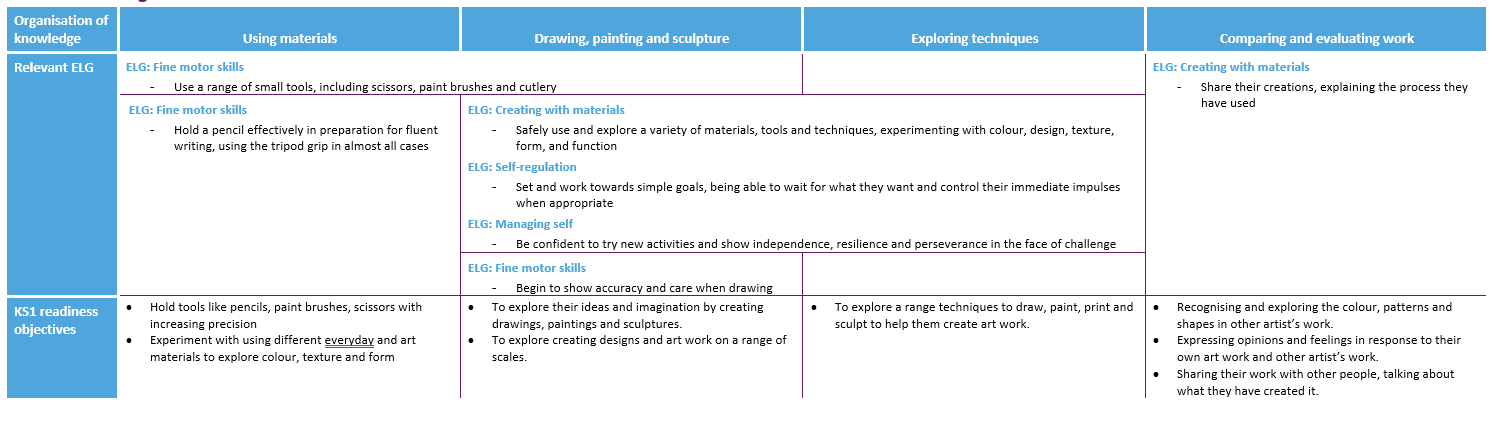 Organisation of
knowledge
Using materials
Drawing, painting and sculpture
Exploring techniques
Comparing and evaluating work
Relevant ELG
ELG: Fine motor skills
- Use a range of small tools, including scissors, paint brushes and cutlery
ELG: Fine motor skills
- Hold a pencil effectively in preparation for fluent
writing, using the tripod grip in almost all cases
ELG: Creating with materials
- Safely use and explore a variety of materials, tools and techniques, experimenting with colour, design, texture,
form, and function
ELG: Self-regulation
- Set and work towards simple goals, being able to wait for what they want and control their immediate impulses
when appropriate
ELG: Managing self
- Be confident to try new activities and show independence, resilience and perseverance in the face of challenge
ELG: Fine motor skills
- Begin to show accuracy and care when drawing
ELG: Creating with materials
- Share their creations, explaining the process they
have used
KS1 readiness
objectives
• Hold tools like pencils, paint brushes, scissors with
increasing precision
• Experiment with using different everyday and art
materials to explore colour, texture and form
• To explore their ideas and imagination by creating
drawings, paintings and sculptures.
• To explore creating designs and art work on a range of
scales.
• To explore a range techniques to draw, paint, print and
sculpt to help them create art work.
• Recognising and exploring the colour, patterns and
shapes in other artist's work.
• Expressing opinions and feelings in response to their
own art work and other artist's work.
• Sharing their work with other people, talking about
what they have created it.